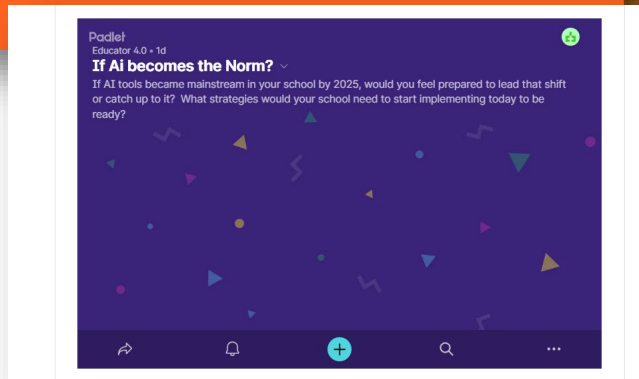 Padlet
Educator 4.0 • 1d
If Ai becomes the Norm?
If AI tools became mainstream in your school by 2025, would you feel prepared to lead that shift
or catch up to it? What strategies would your school need to start implementing today to be
ready?